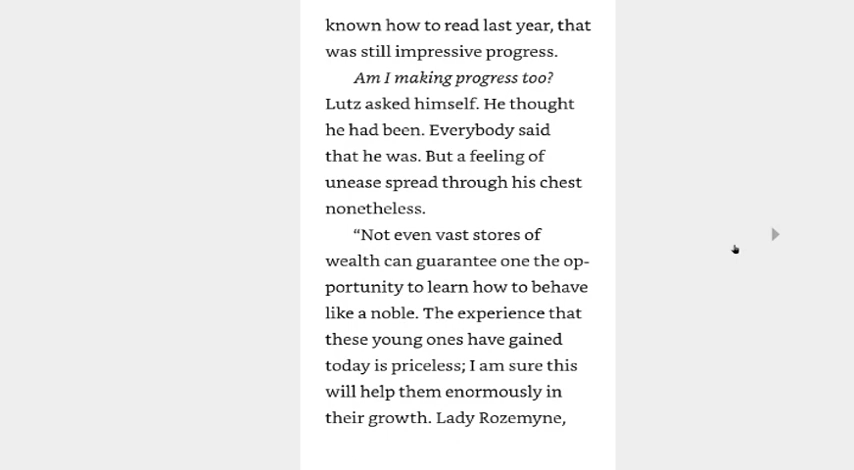 known how to read last year, that
was still impressive progress.
Am I making progress too?
Lutz asked himself. He thought
he had been. Everybody said
that he was. But a feeling of
unease spread through his chest
nonetheless.
“Not even vast stores of
wealth can guarantee one the op-
portunity to learn how to behave
like a noble. The experience that
these young ones have gained
today is priceless; I am sure this
will help them enormously in
their growth. Lady Rozemyne,